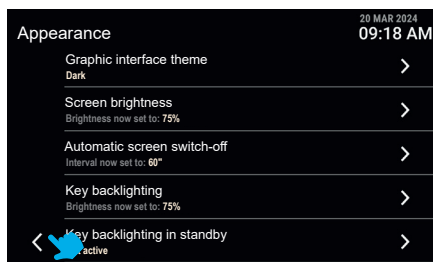 20 MAR 2024
Appearance
09:18 AM
Graphic interface theme
Dark
Screen brightness
Brightness now set to: 75%
Automatic screen switch-off
Interval now set to: 60"
Key backlighting
Brightness now set to: 75%
Key backlighting in standby
active